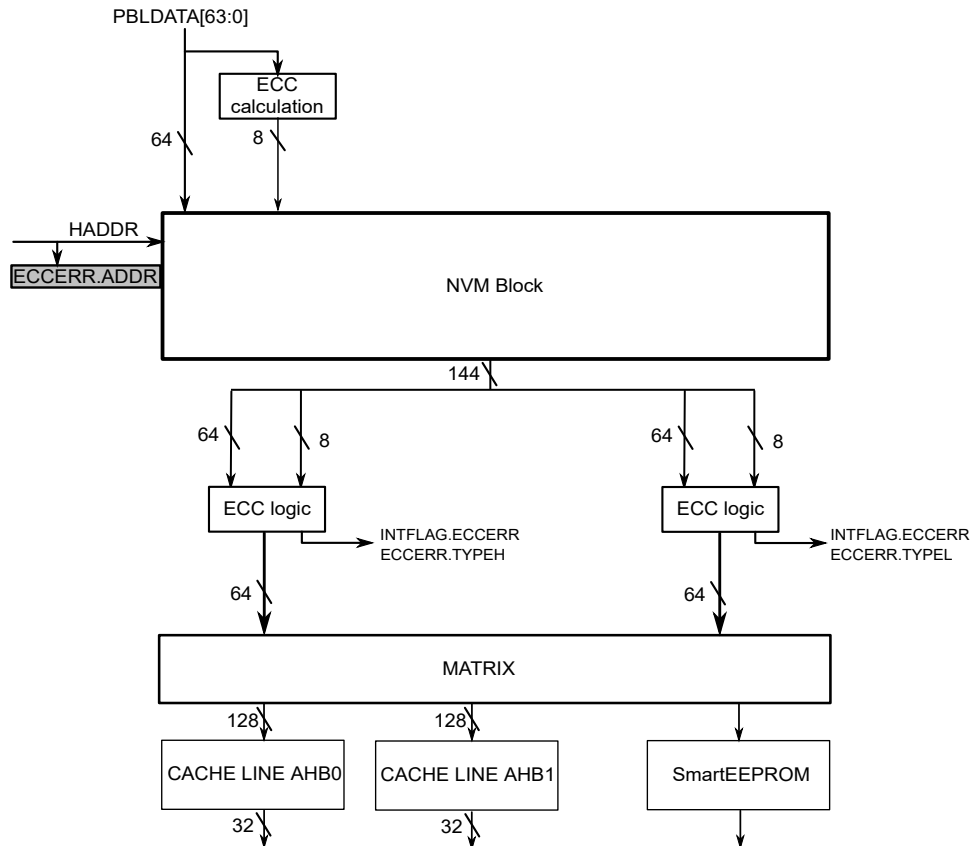 PBLDATA[63:0]
ECC
calculation
64
8
HADDR
ECCERR.ADDR
NVM Block
144
64
8
64
8
ECC logic
ECC logic
INTFLAG.ECCERR
ECCERR.TYPEH
INTFLAG.ECCERR
ECCERR.TYPEL
64
64
MATRIX
128
128
CACHE LINE AHB0
CACHE LINE AHB1
SmartEEPROM
32
32